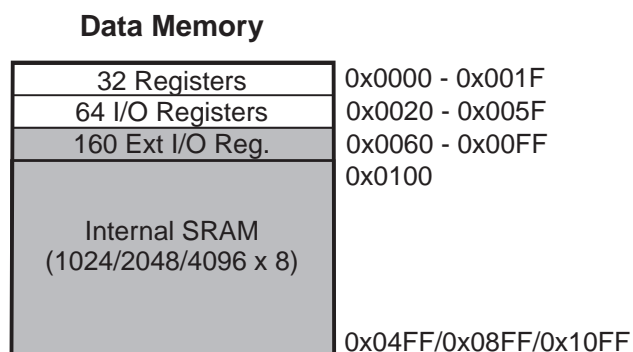 Data Memory
32 Registers 0x0000 - 0x001F
64 I/O Registers 0x0020 - 0x005F
160 Ext I/O Reg. 0x0060 - 0x00FF
0x0100
Internal SRAM
(1024/2048/4096 x 8)
0x04FF/0x08FF/0x10FF